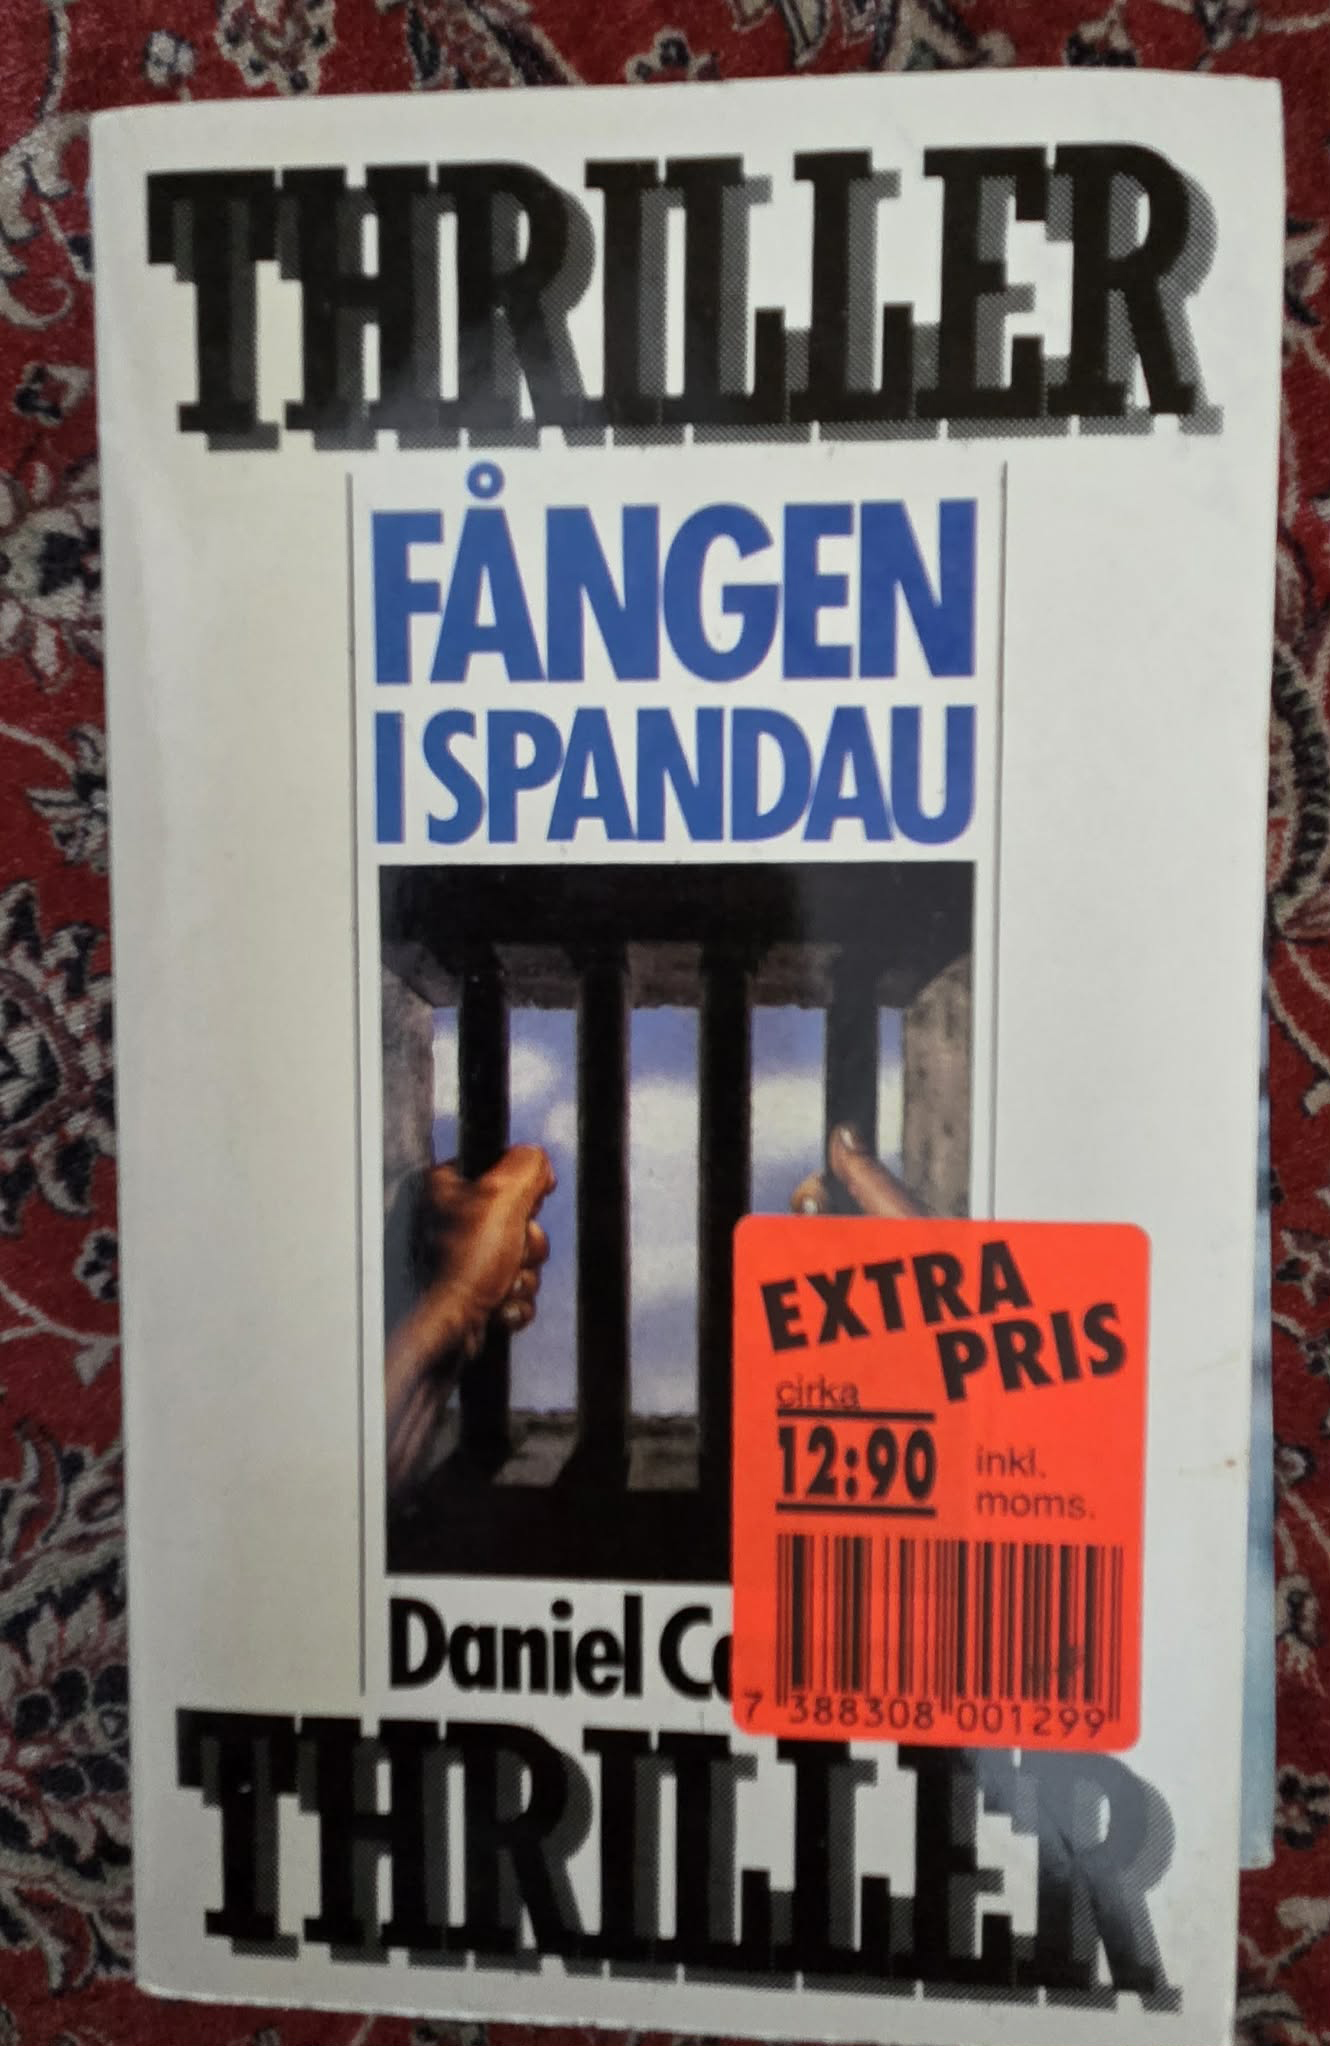 THRILLER
FÅNGEN
I SPANDAU
EXTRA
PRIS
cirka
12:90
inkl.
moms.
7 388308 001299
Daniel
THRILLER